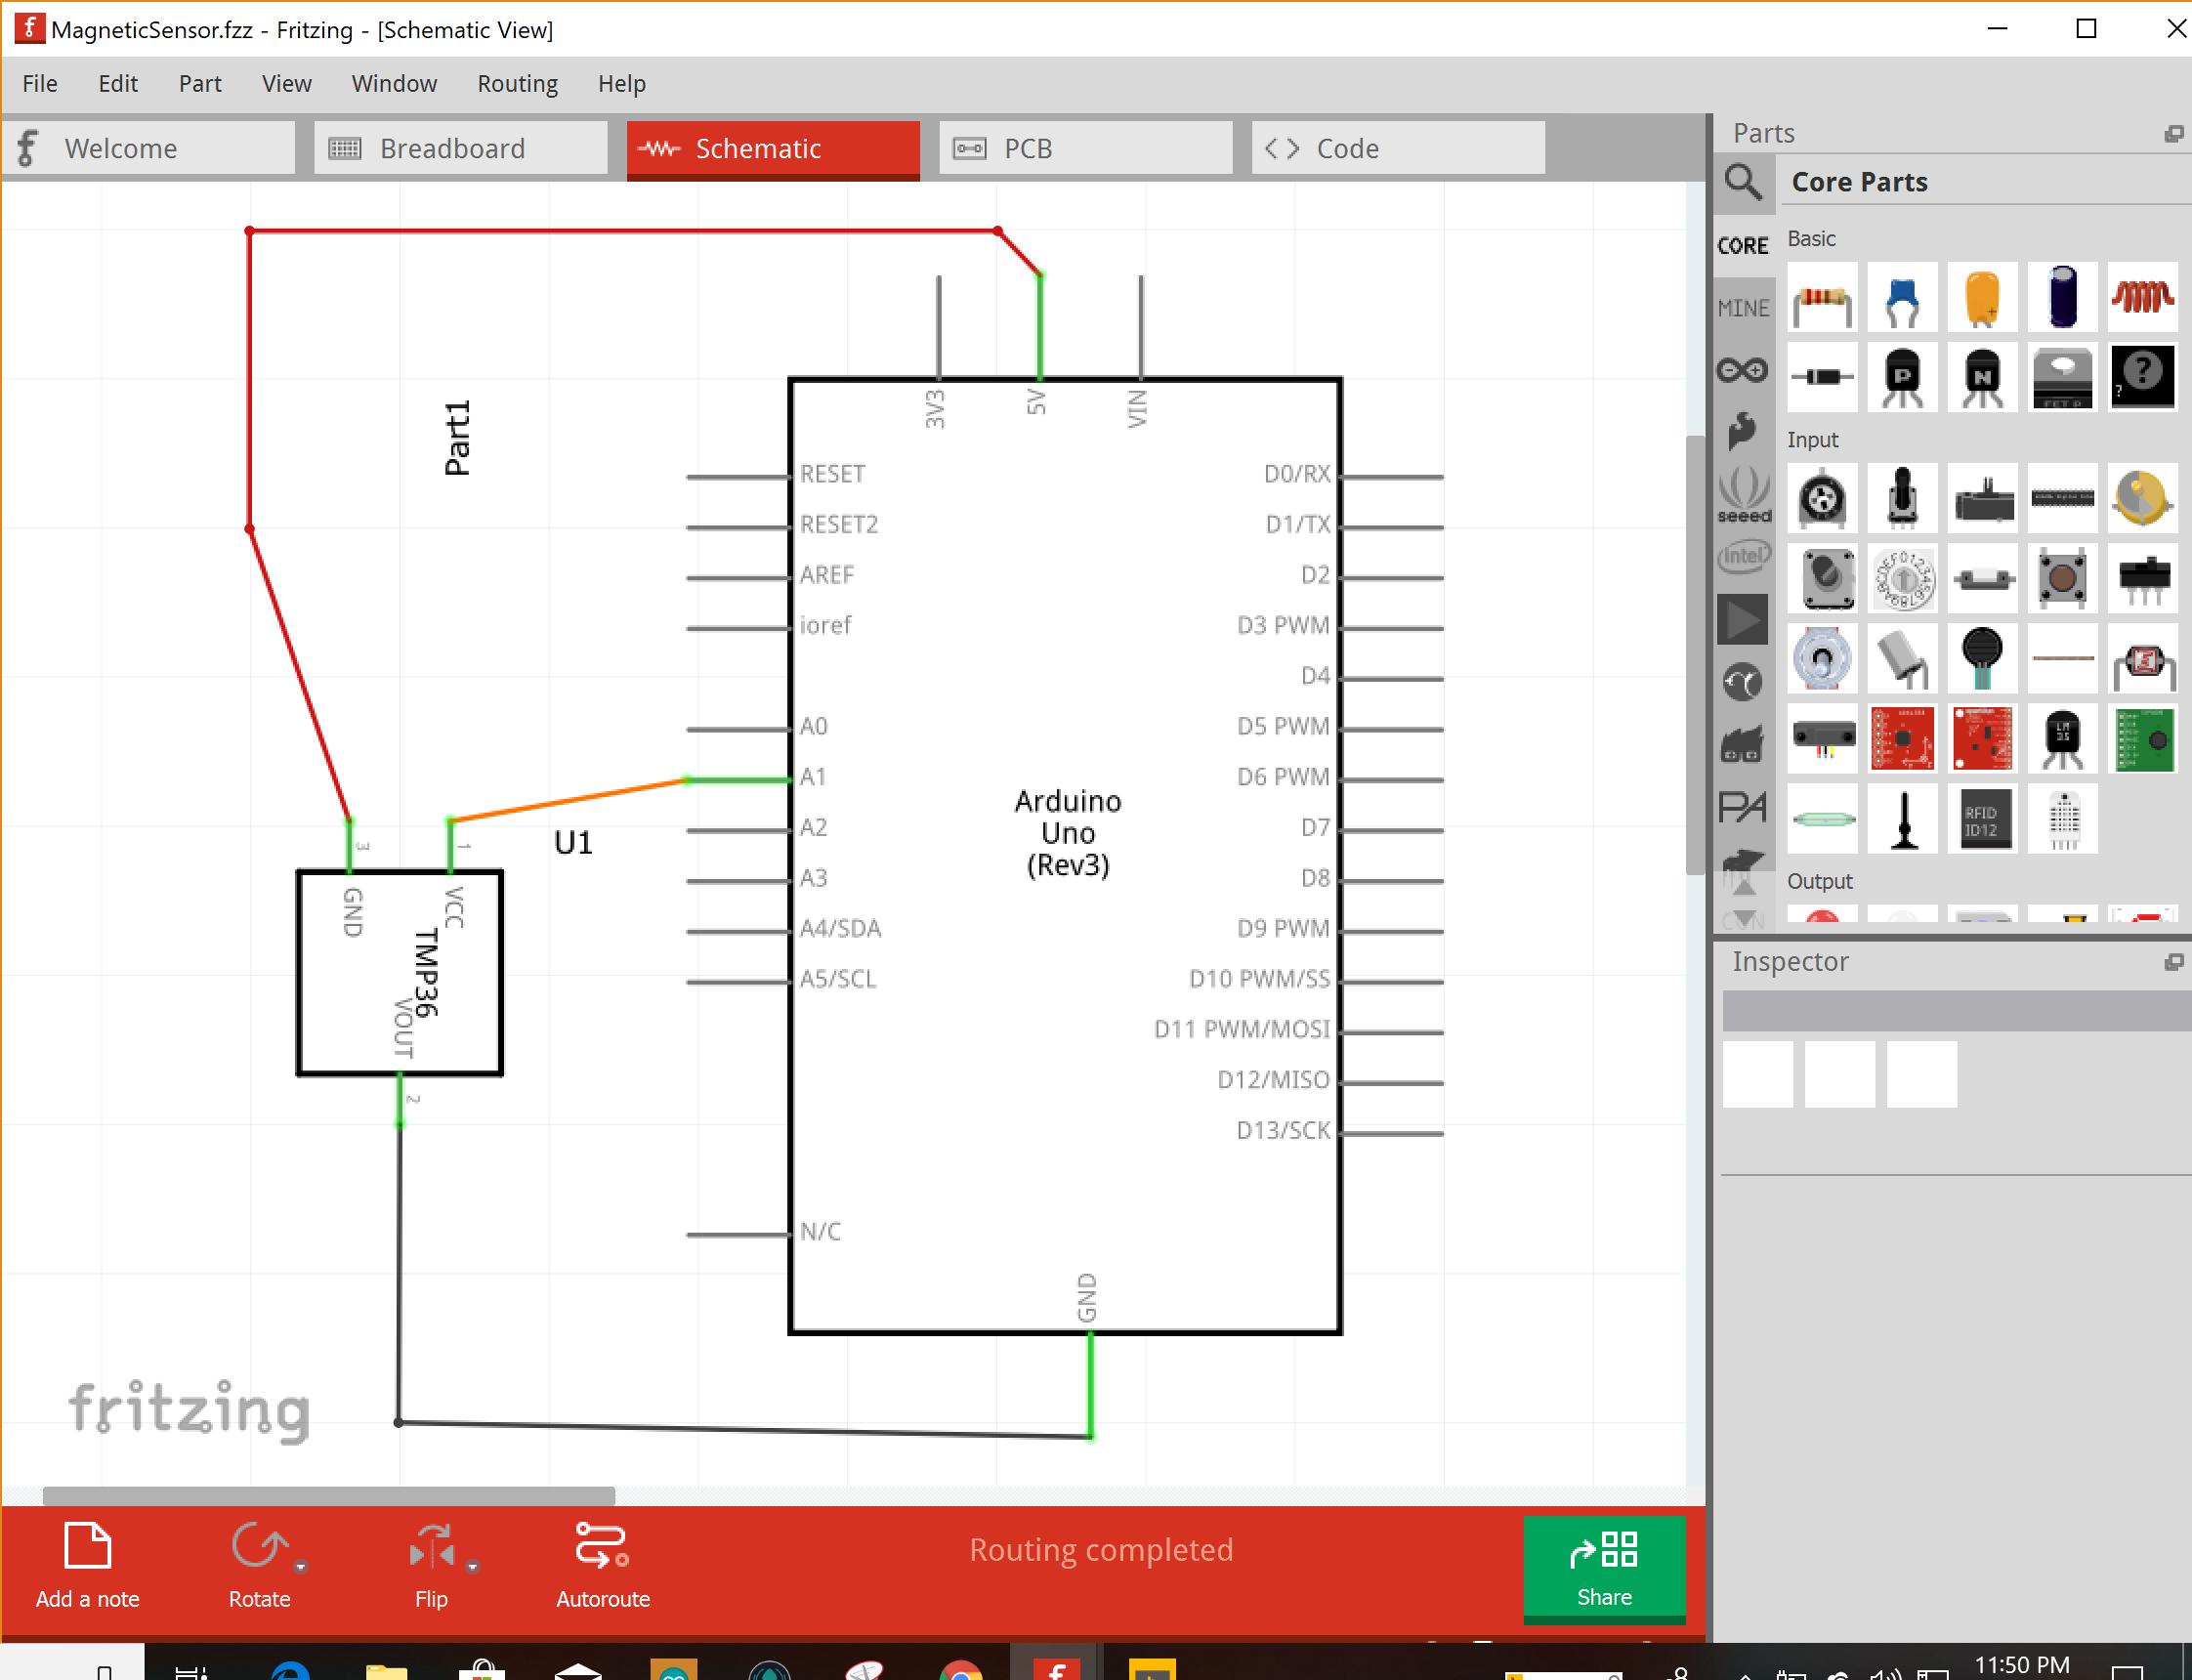 MagneticSensor.fzz - Fritzing - [Schematic View]
File Edit Part View Window Routing Help
Welcome Breadboard Schematic PCB Code
Parts
Core Parts
CORE
Basic
MINE
P N FET P ? ?
Input
seeed
intel
LM 35
PA
RFID ID12
Output
CON
Inspector
Part1
3V3 5V VIN
RESET D0/RX
RESET2 D1/TX
AREF D2
ioref D3 PWM
D4
A0 D5 PWM
A1 D6 PWM
A2 D7
A3 D8
A4/SDA D9 PWM
A5/SCL D10 PWM/SS
D11 PWM/MOSI
D12/MISO
D13/SCK
N/C
GND
Arduino
Uno
(Rev3)
U1
3 1
GND VCC
TMP36
VOUT
2
fritzing
Add a note Rotate Flip Autoroute
Routing completed
Share
11:50 PM